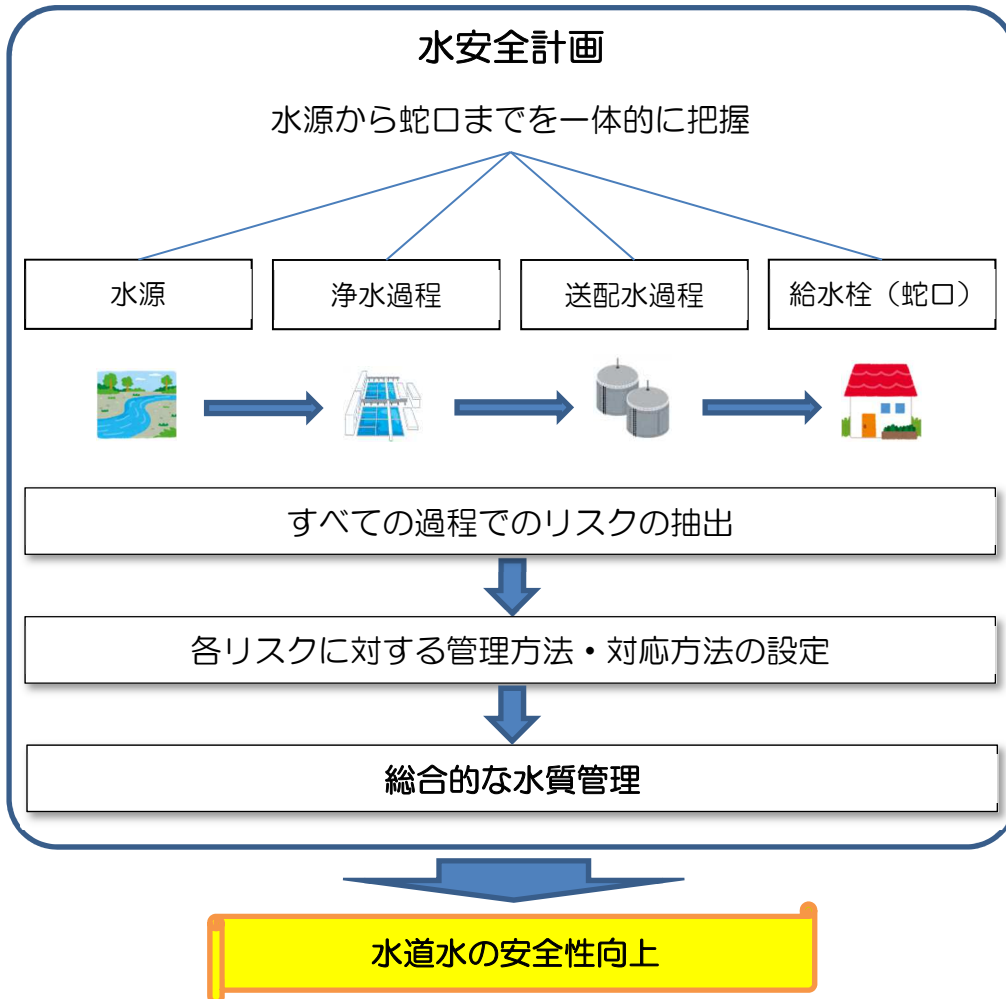 水安全計画
水源から蛇口までを一体的に把握
水源
浄水過程
送配水過程
給水栓（蛇口）
すべての過程でのリスクの抽出
各リスクに対する管理方法・対応方法の設定
総合的な水質管理
水道水の安全性向上